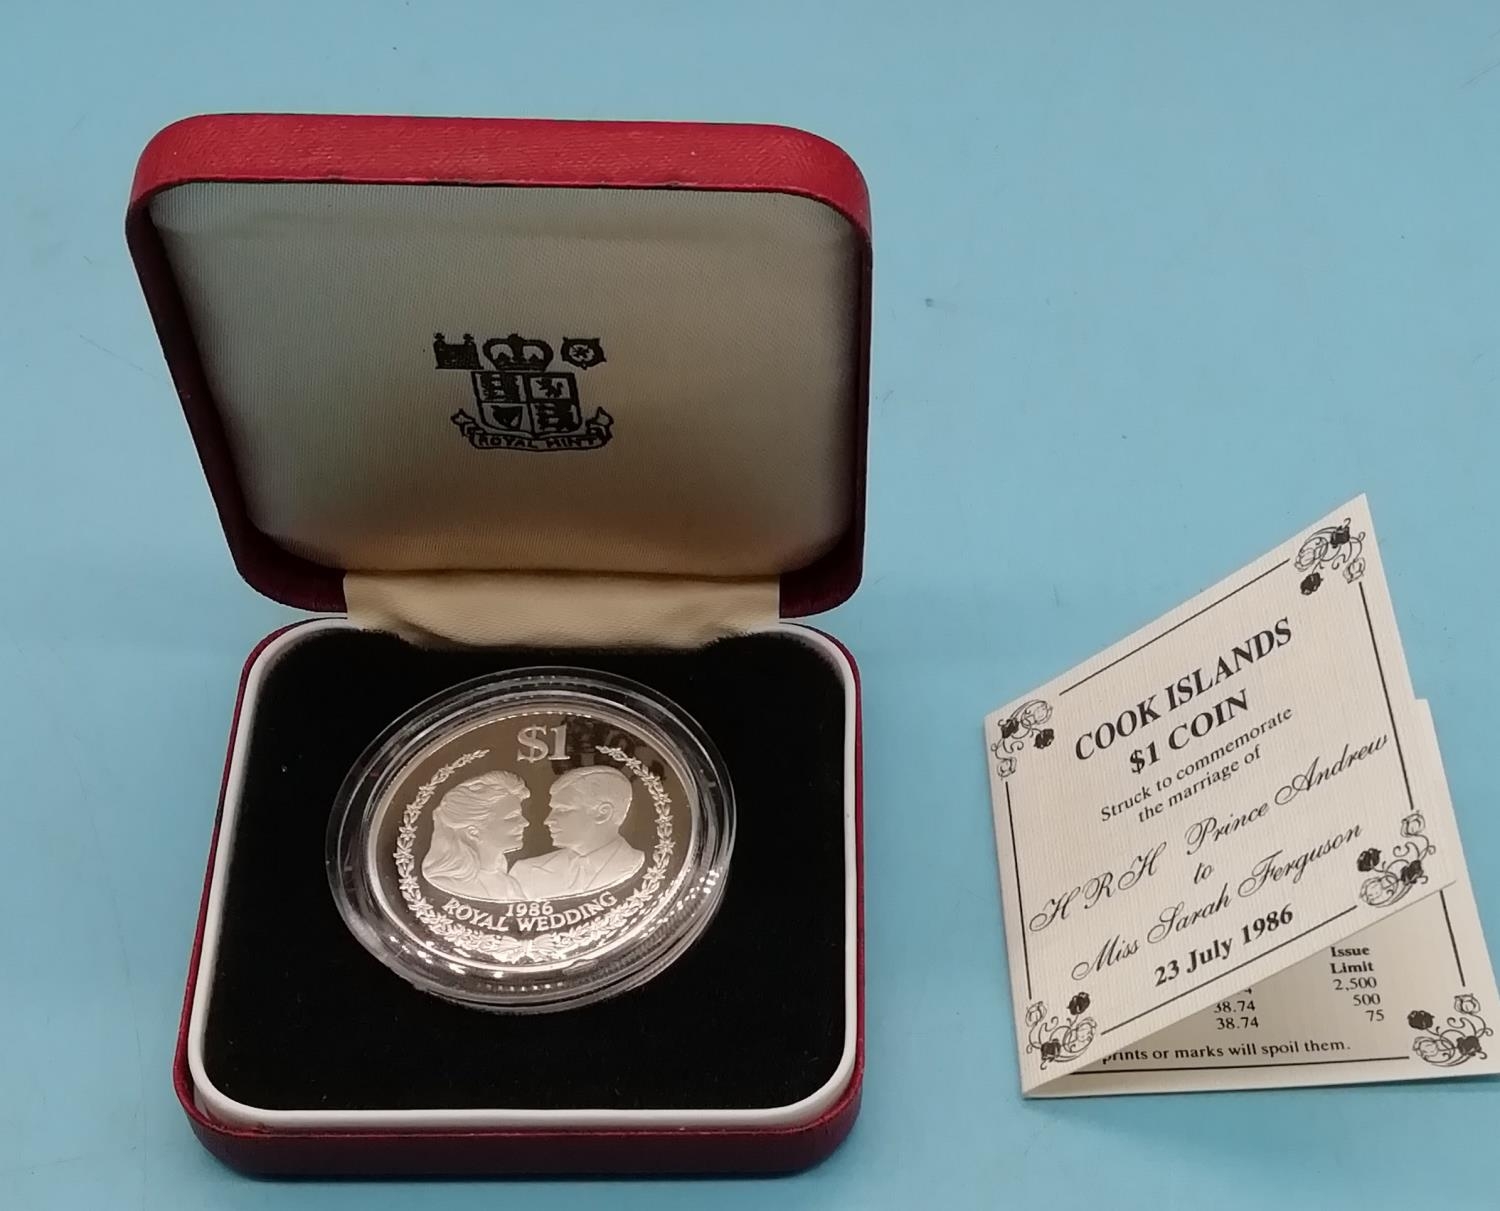 ROYAL MINT
$1
1986
ROYAL WEDDING
COOK ISLANDS
$1 COIN
Struck to commemorate
the marriage of
HRH Prince Andrew
to
Miss Sarah Ferguson
23 July 1986
Issue
Limit
2,500
38.74 500
38.74 75
prints or marks will spoil them.